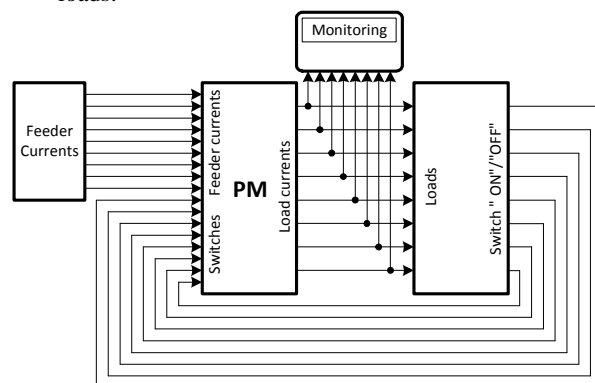 loads.
Monitoring
Feeder
Currents
Feeder currents
Switches
PM
Load currents
Loads
Switch " ON"/"OFF"